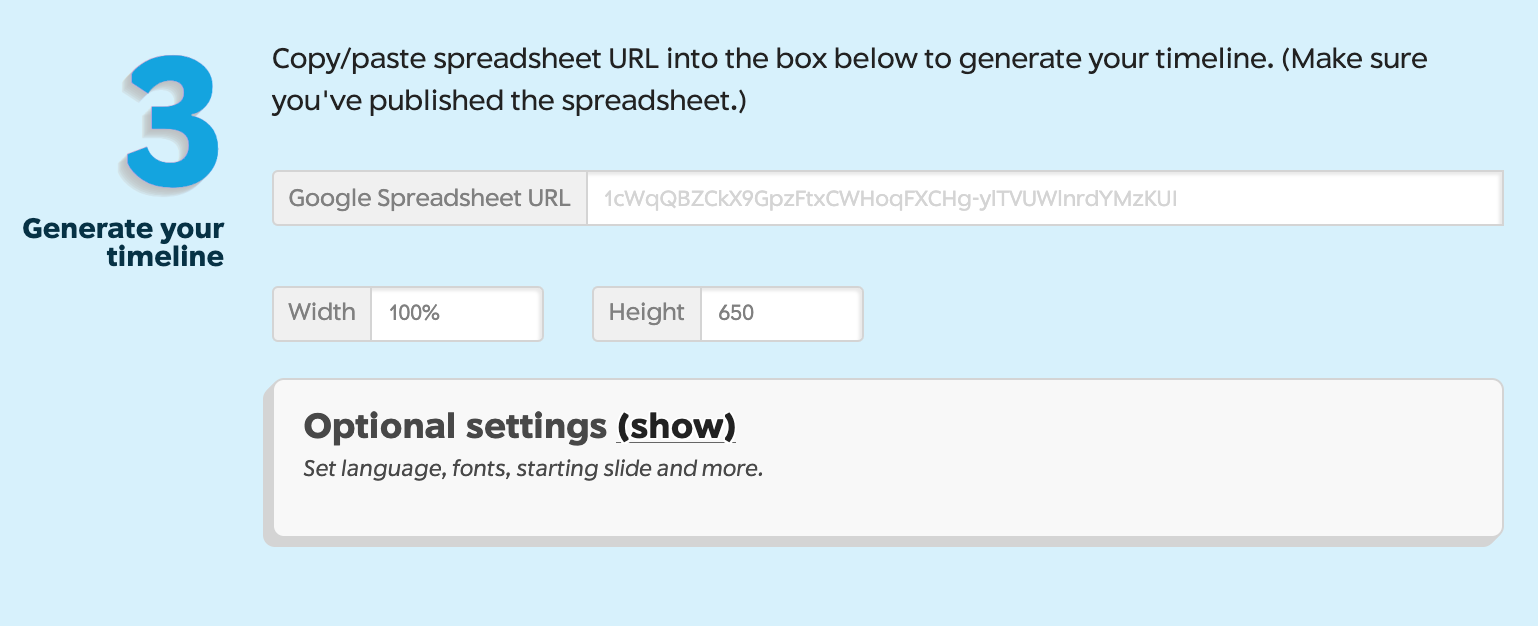 3
Generate your
timeline
Copy/paste spreadsheet URL into the box below to generate your timeline. (Make sure
you've published the spreadsheet.)
Google Spreadsheet URL 1cWqQBZCkX9GpzFtxCWHoqFXCHg-ylTVUWlnrdYMzKUI
Width 100% Height 650
Optional settings (show)
Set language, fonts, starting slide and more.